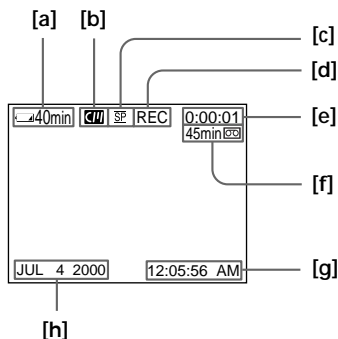 [a] [b] [c]
[d]
40min SP REC 0:00:01 [e]
45min
[f]
JUL 4 2000 12:05:56 AM [g]
[h]